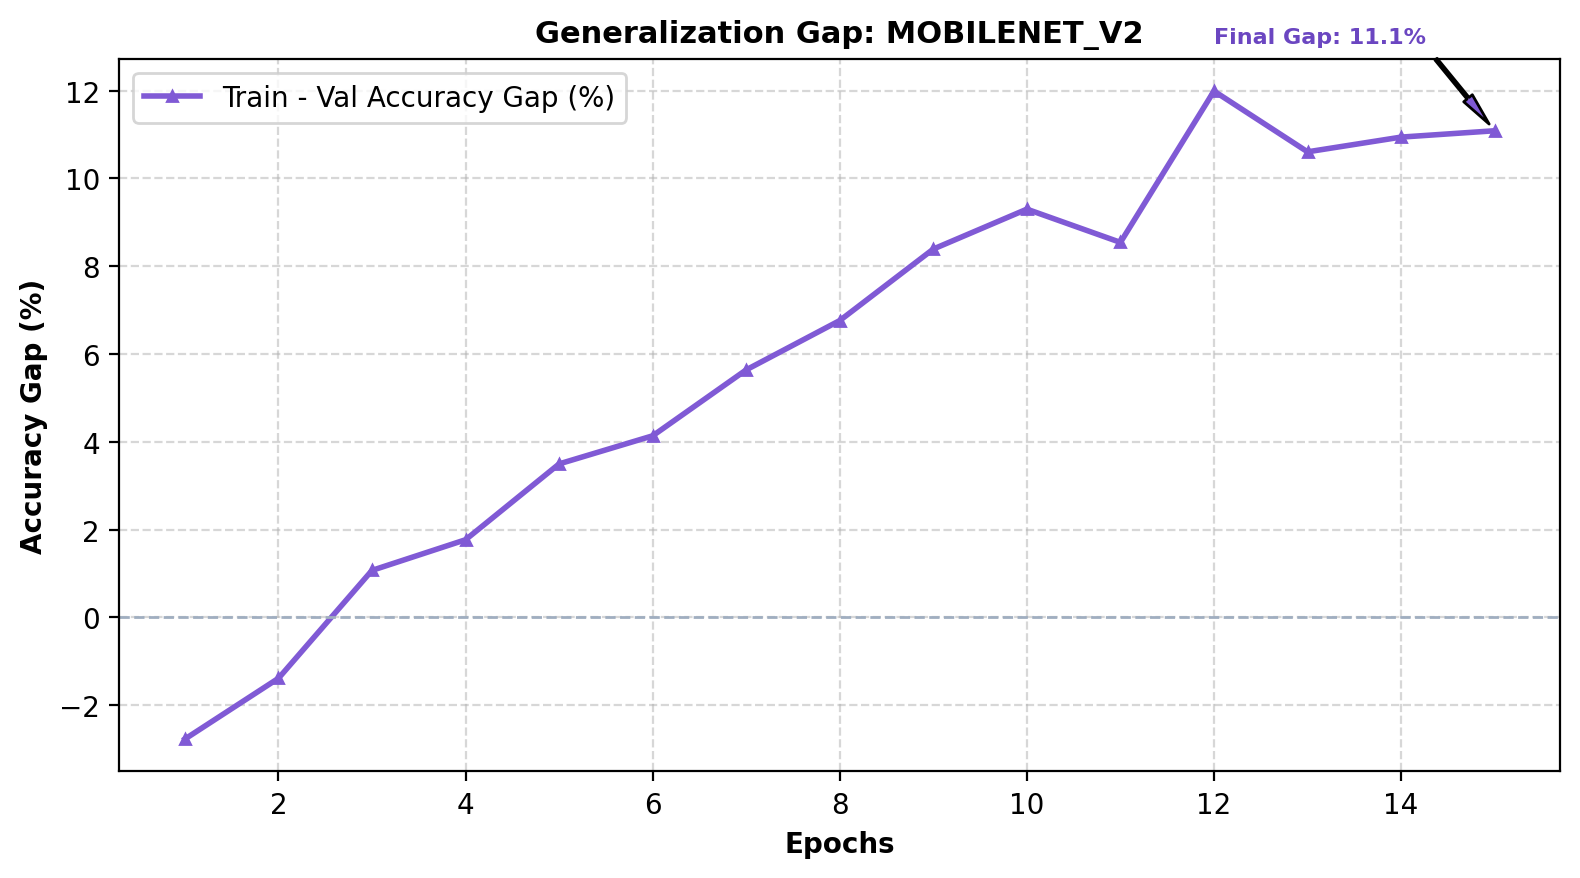 Generalization Gap: MOBILENET_V2
Final Gap: 11.1%
Train - Val Accuracy Gap (%)
Accuracy Gap (%)
12
10
8
6
4
2
0
−2
2 4 6 8 10 12 14
Epochs